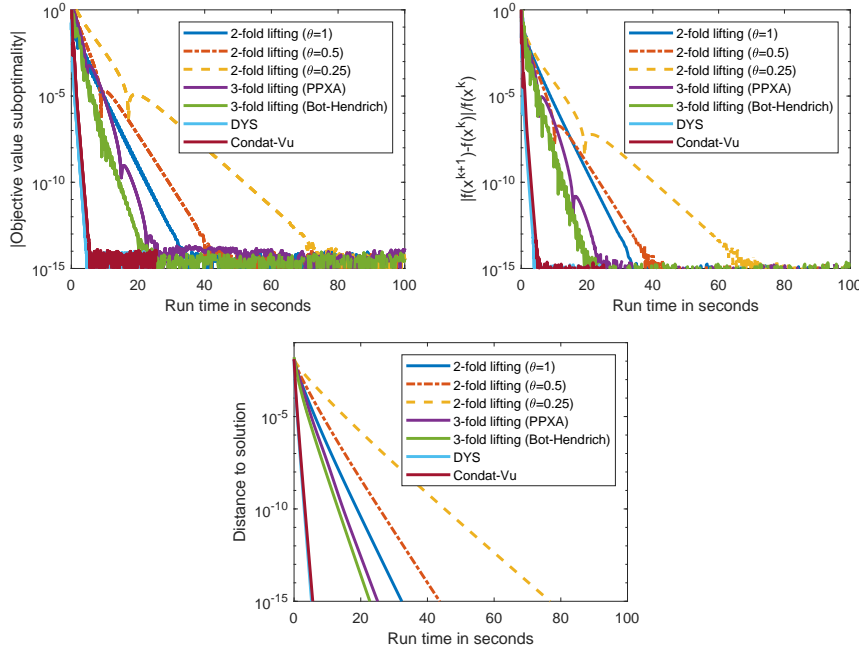 |Objective value suboptimality|
10^0
10^-5
10^-10
10^-15
0 20 40 60 80 100
Run time in seconds
2-fold lifting (θ=1)
2-fold lifting (θ=0.5)
2-fold lifting (θ=0.25)
3-fold lifting (PPXA)
3-fold lifting (Bot-Hendrich)
DYS
Condat-Vu
|f(x^{k+1})-f(x^k)|/f(x^k)
10^0
10^-5
10^-10
10^-15
0 20 40 60 80 100
Run time in seconds
2-fold lifting (θ=1)
2-fold lifting (θ=0.5)
2-fold lifting (θ=0.25)
3-fold lifting (PPXA)
3-fold lifting (Bot-Hendrich)
DYS
Condat-Vu
Distance to solution
10^-5
10^-10
10^-15
0 20 40 60 80 100
Run time in seconds
2-fold lifting (θ=1)
2-fold lifting (θ=0.5)
2-fold lifting (θ=0.25)
3-fold lifting (PPXA)
3-fold lifting (Bot-Hendrich)
DYS
Condat-Vu